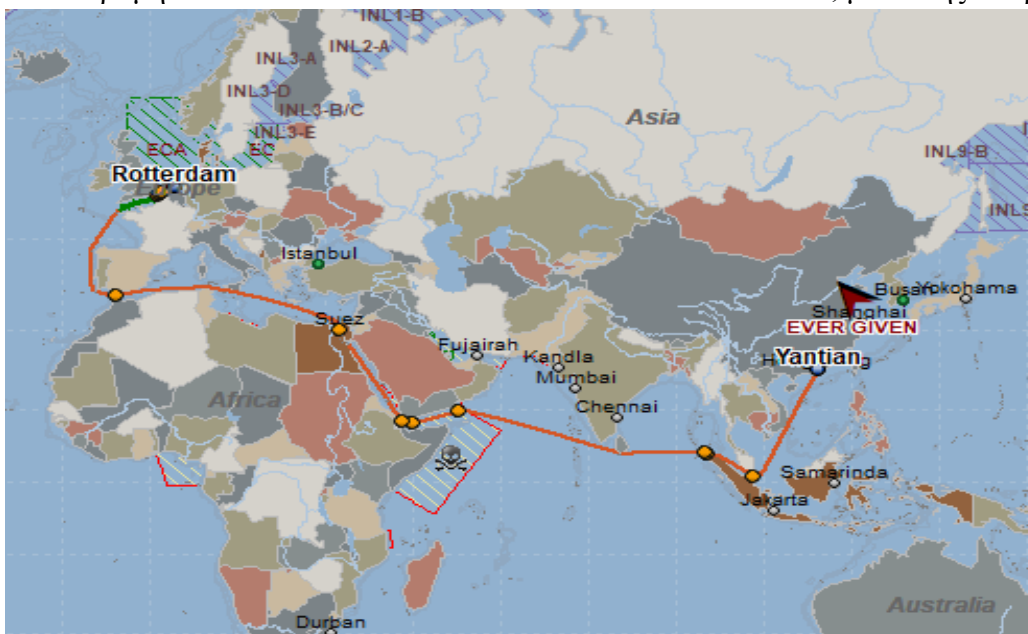 INL1-B
INL2-A
INL3-A
INL3-D
INL3-B/C
INL3-E
Asia
ECA
EC
INL9-B
Rotterdam
Europe
INL9
Istanbul
Busan
Yokohama
Shanghai
EVER GIVEN
Suez
Fujairah
Kandla
Yantian
Mumbai
Africa
Chennai
Samarinda
Jakarta
Australia
Durban